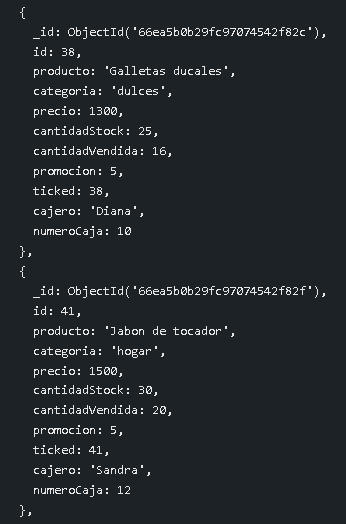 {
_id: ObjectId('66ea5b0b29fc97074542f82c'),
id: 38,
producto: 'Galletas ducales',
categoria: 'dulces',
precio: 1300,
cantidadStock: 25,
cantidadVendida: 16,
promocion: 5,
ticked: 38,
cajero: 'Diana',
numeroCaja: 10
},
{
_id: ObjectId('66ea5b0b29fc97074542f82f'),
id: 41,
producto: 'Jabon de tocador',
categoria: 'hogar',
precio: 1500,
cantidadStock: 30,
cantidadVendida: 20,
promocion: 5,
ticked: 41,
cajero: 'Sandra',
numeroCaja: 12
},